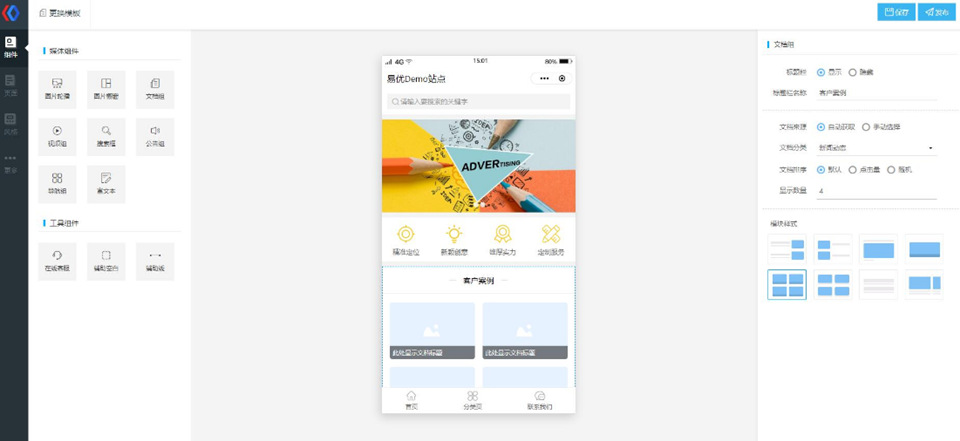 更换模板
保存
发布
组件
页面
风格
更多
媒体组件
图片轮播
图片橱窗
文档组
视频组
搜索框
公告组
导航组
富文本
工具组件
在线客服
辅助空白
辅助线
4G
15:01
80%
易优Demo站点
请输入要搜索的关键字
ADVERTISING
精准定位
新颖创意
雄厚实力
定制服务
客户案例
此处显示文档标题
此处显示文档标题
首页
分类页
联系我们
文档组
标题栏 显示 隐藏
标题栏名称 客户案例
文档来源 自动获取 手动选择
文档分类 新闻动态
文档排序 默认 点击量 随机
显示数量 4
模块样式